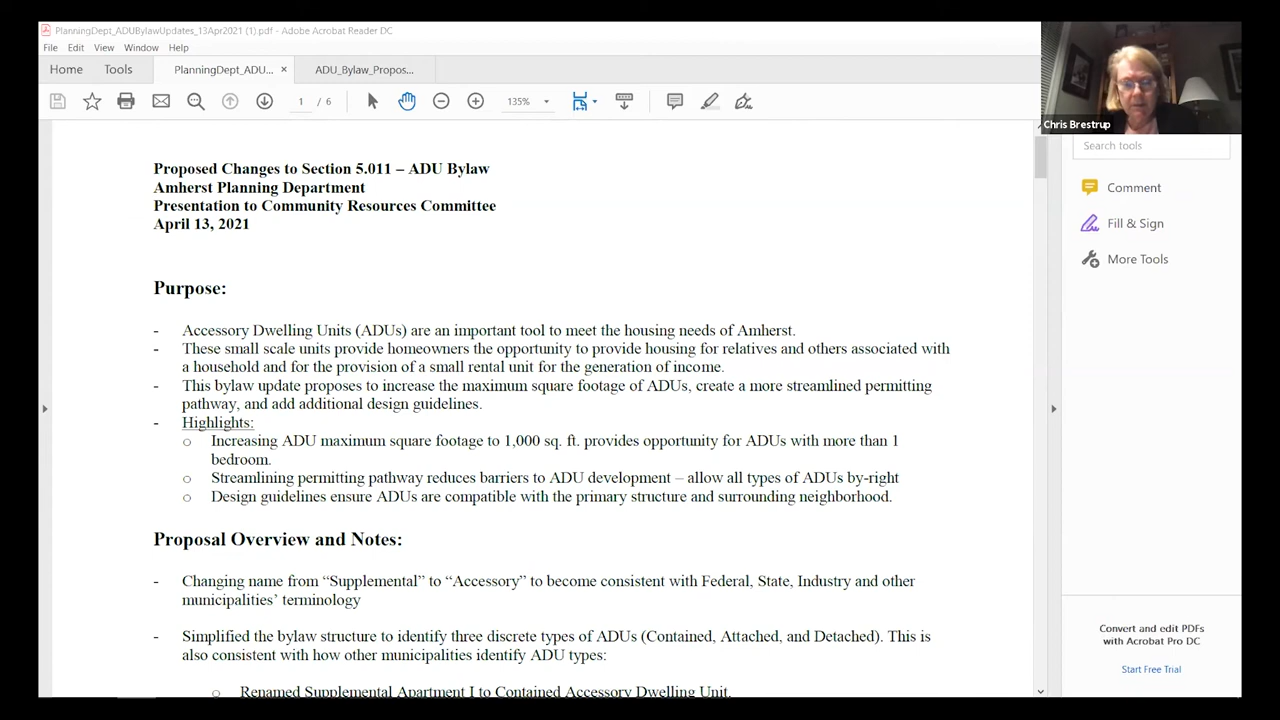 PlanningDept_ADUBylawUpdates_13Apr2021 (1).pdf - Adobe Acrobat Reader DC
File Edit View Window Help
Home Tools PlanningDept_ADU... × ADU_Bylaw_Propos...
1 / 6 135%
Chris Brestrup
Search tools
Comment
Fill & Sign
More Tools
Proposed Changes to Section 5.011 – ADU Bylaw
Amherst Planning Department
Presentation to Community Resources Committee
April 13, 2021
Purpose:
- Accessory Dwelling Units (ADUs) are an important tool to meet the housing needs of Amherst.
- These small scale units provide homeowners the opportunity to provide housing for relatives and others associated with
a household and for the provision of a small rental unit for the generation of income.
- This bylaw update proposes to increase the maximum square footage of ADUs, create a more streamlined permitting
pathway, and add additional design guidelines.
- Highlights:
o Increasing ADU maximum square footage to 1,000 sq. ft. provides opportunity for ADUs with more than 1
bedroom.
o Streamlining permitting pathway reduces barriers to ADU development – allow all types of ADUs by-right
o Design guidelines ensure ADUs are compatible with the primary structure and surrounding neighborhood.
Proposal Overview and Notes:
- Changing name from “Supplemental” to “Accessory” to become consistent with Federal, State, Industry and other
municipalities’ terminology
- Simplified the bylaw structure to identify three discrete types of ADUs (Contained, Attached, and Detached). This is
also consistent with how other municipalities identify ADU types:
o Renamed Supplemental Apartment I to Contained Accessory Dwelling Unit.
Convert and edit PDFs
with Acrobat Pro DC
Start Free Trial